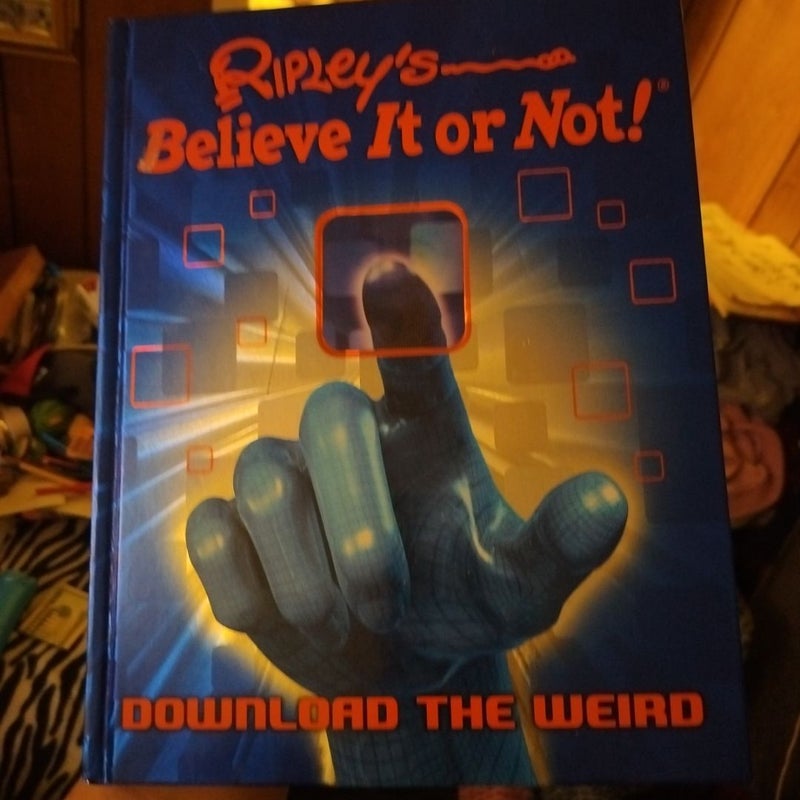 Ripley's
Believe It or Not!®
DOWNLOAD THE WEIRD